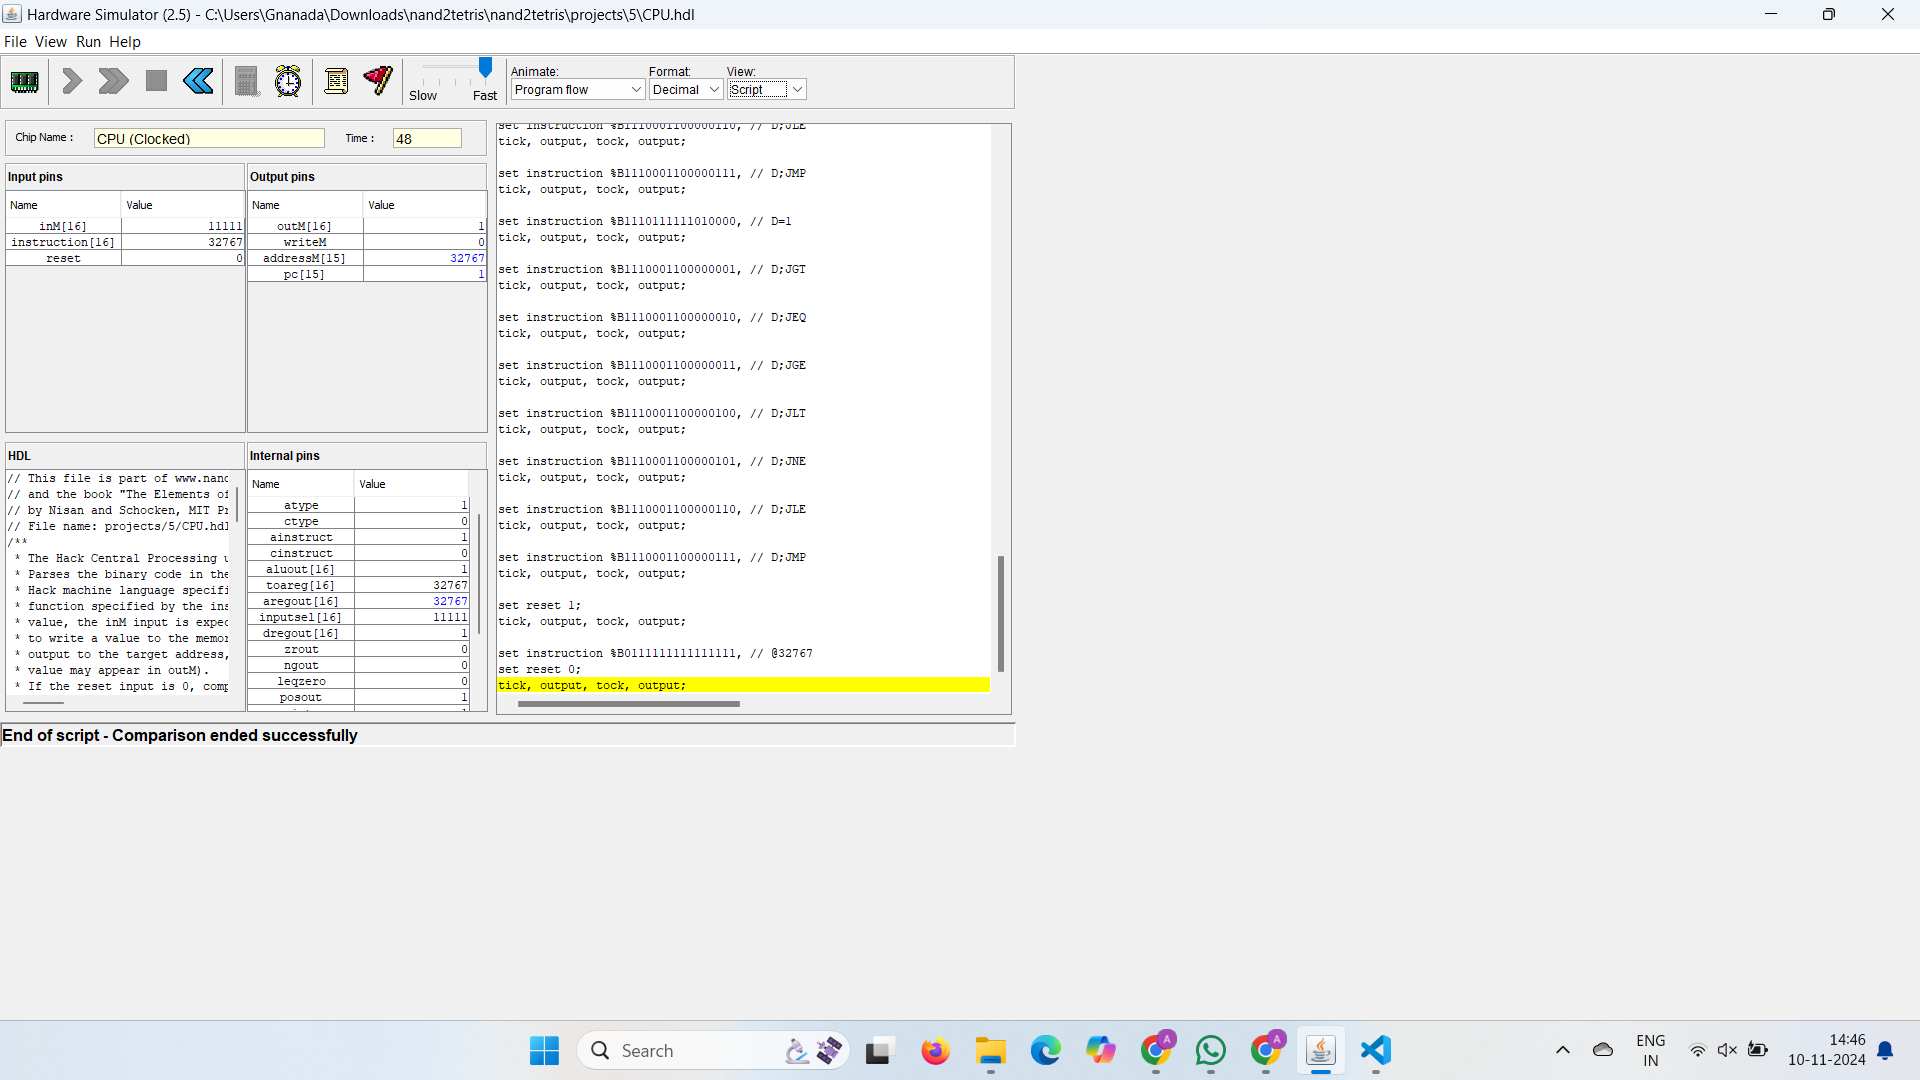 Hardware Simulator (2.5) - C:\Users\Gnanada\Downloads\nand2tetris\nand2tetris\projects\5\CPU.hdl
File View Run Help
Slow Fast
Animate: Format: View:
Program flow Decimal Script
Chip Name : CPU (Clocked) Time : 48
Input pins
Name Value
inM[16] 11111
instruction[16] 32767
reset 0
Output pins
Name Value
outM[16] 1
writeM 0
addressM[15] 32767
pc[15] 1
HDL
// This file is part of www.nand
// and the book "The Elements of
// by Nisan and Schocken, MIT Pr
// File name: projects/5/CPU.hdl
/**
* The Hack Central Processing u
* Parses the binary code in the
* Hack machine language specifi
* function specified by the ins
* value, the inM input is expec
* to write a value to the memor
* output to the target address,
* value may appear in outM).
* If the reset input is 0, comp
Internal pins
Name Value
atype 1
ctype 0
ainstruct 1
cinstruct 0
aluout[16] 1
toareg[16] 32767
aregout[16] 32767
inputsel[16] 11111
dregout[16] 1
zrout 0
ngout 0
leqzero 0
posout 1
set instruction %B1110001100000110, // D;JLE
tick, output, tock, output;
set instruction %B1110001100000111, // D;JMP
tick, output, tock, output;
set instruction %B1110111111010000, // D=1
tick, output, tock, output;
set instruction %B1110001100000001, // D;JGT
tick, output, tock, output;
set instruction %B1110001100000010, // D;JEQ
tick, output, tock, output;
set instruction %B1110001100000011, // D;JGE
tick, output, tock, output;
set instruction %B1110001100000100, // D;JLT
tick, output, tock, output;
set instruction %B1110001100000101, // D;JNE
tick, output, tock, output;
set instruction %B1110001100000110, // D;JLE
tick, output, tock, output;
set instruction %B1110001100000111, // D;JMP
tick, output, tock, output;
set reset 1;
tick, output, tock, output;
set instruction %B0111111111111111, // @32767
set reset 0;
tick, output, tock, output;
End of script - Comparison ended successfully
Search
A
A
ENG
IN
14:46
10-11-2024